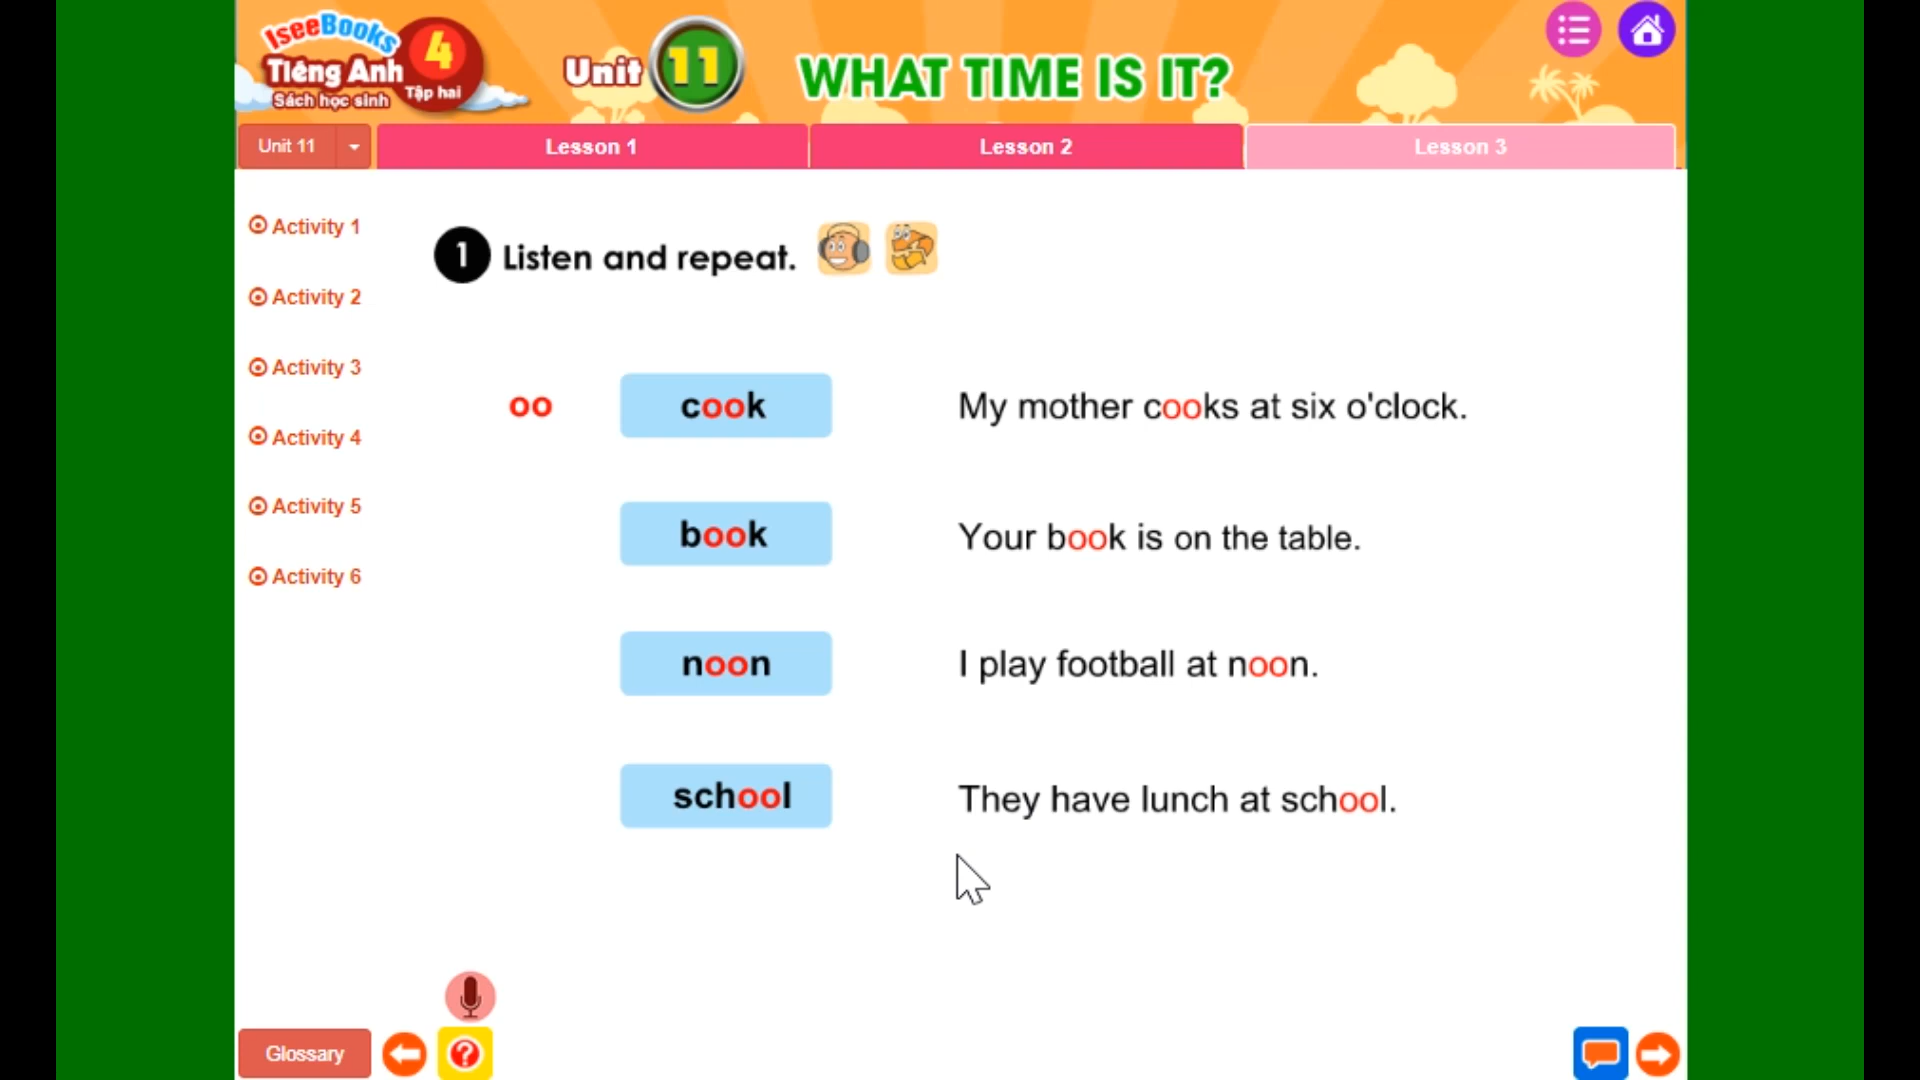 IseeBooks
Tiếng Anh 4
Sách học sinh Tập hai
Unit 11 WHAT TIME IS IT?
Unit 11 Lesson 1 Lesson 2 Lesson 3
Activity 1
Activity 2
Activity 3
Activity 4
Activity 5
Activity 6
1 Listen and repeat.
oo cook My mother cooks at six o'clock.
book Your book is on the table.
noon I play football at noon.
school They have lunch at school.
Glossary ?